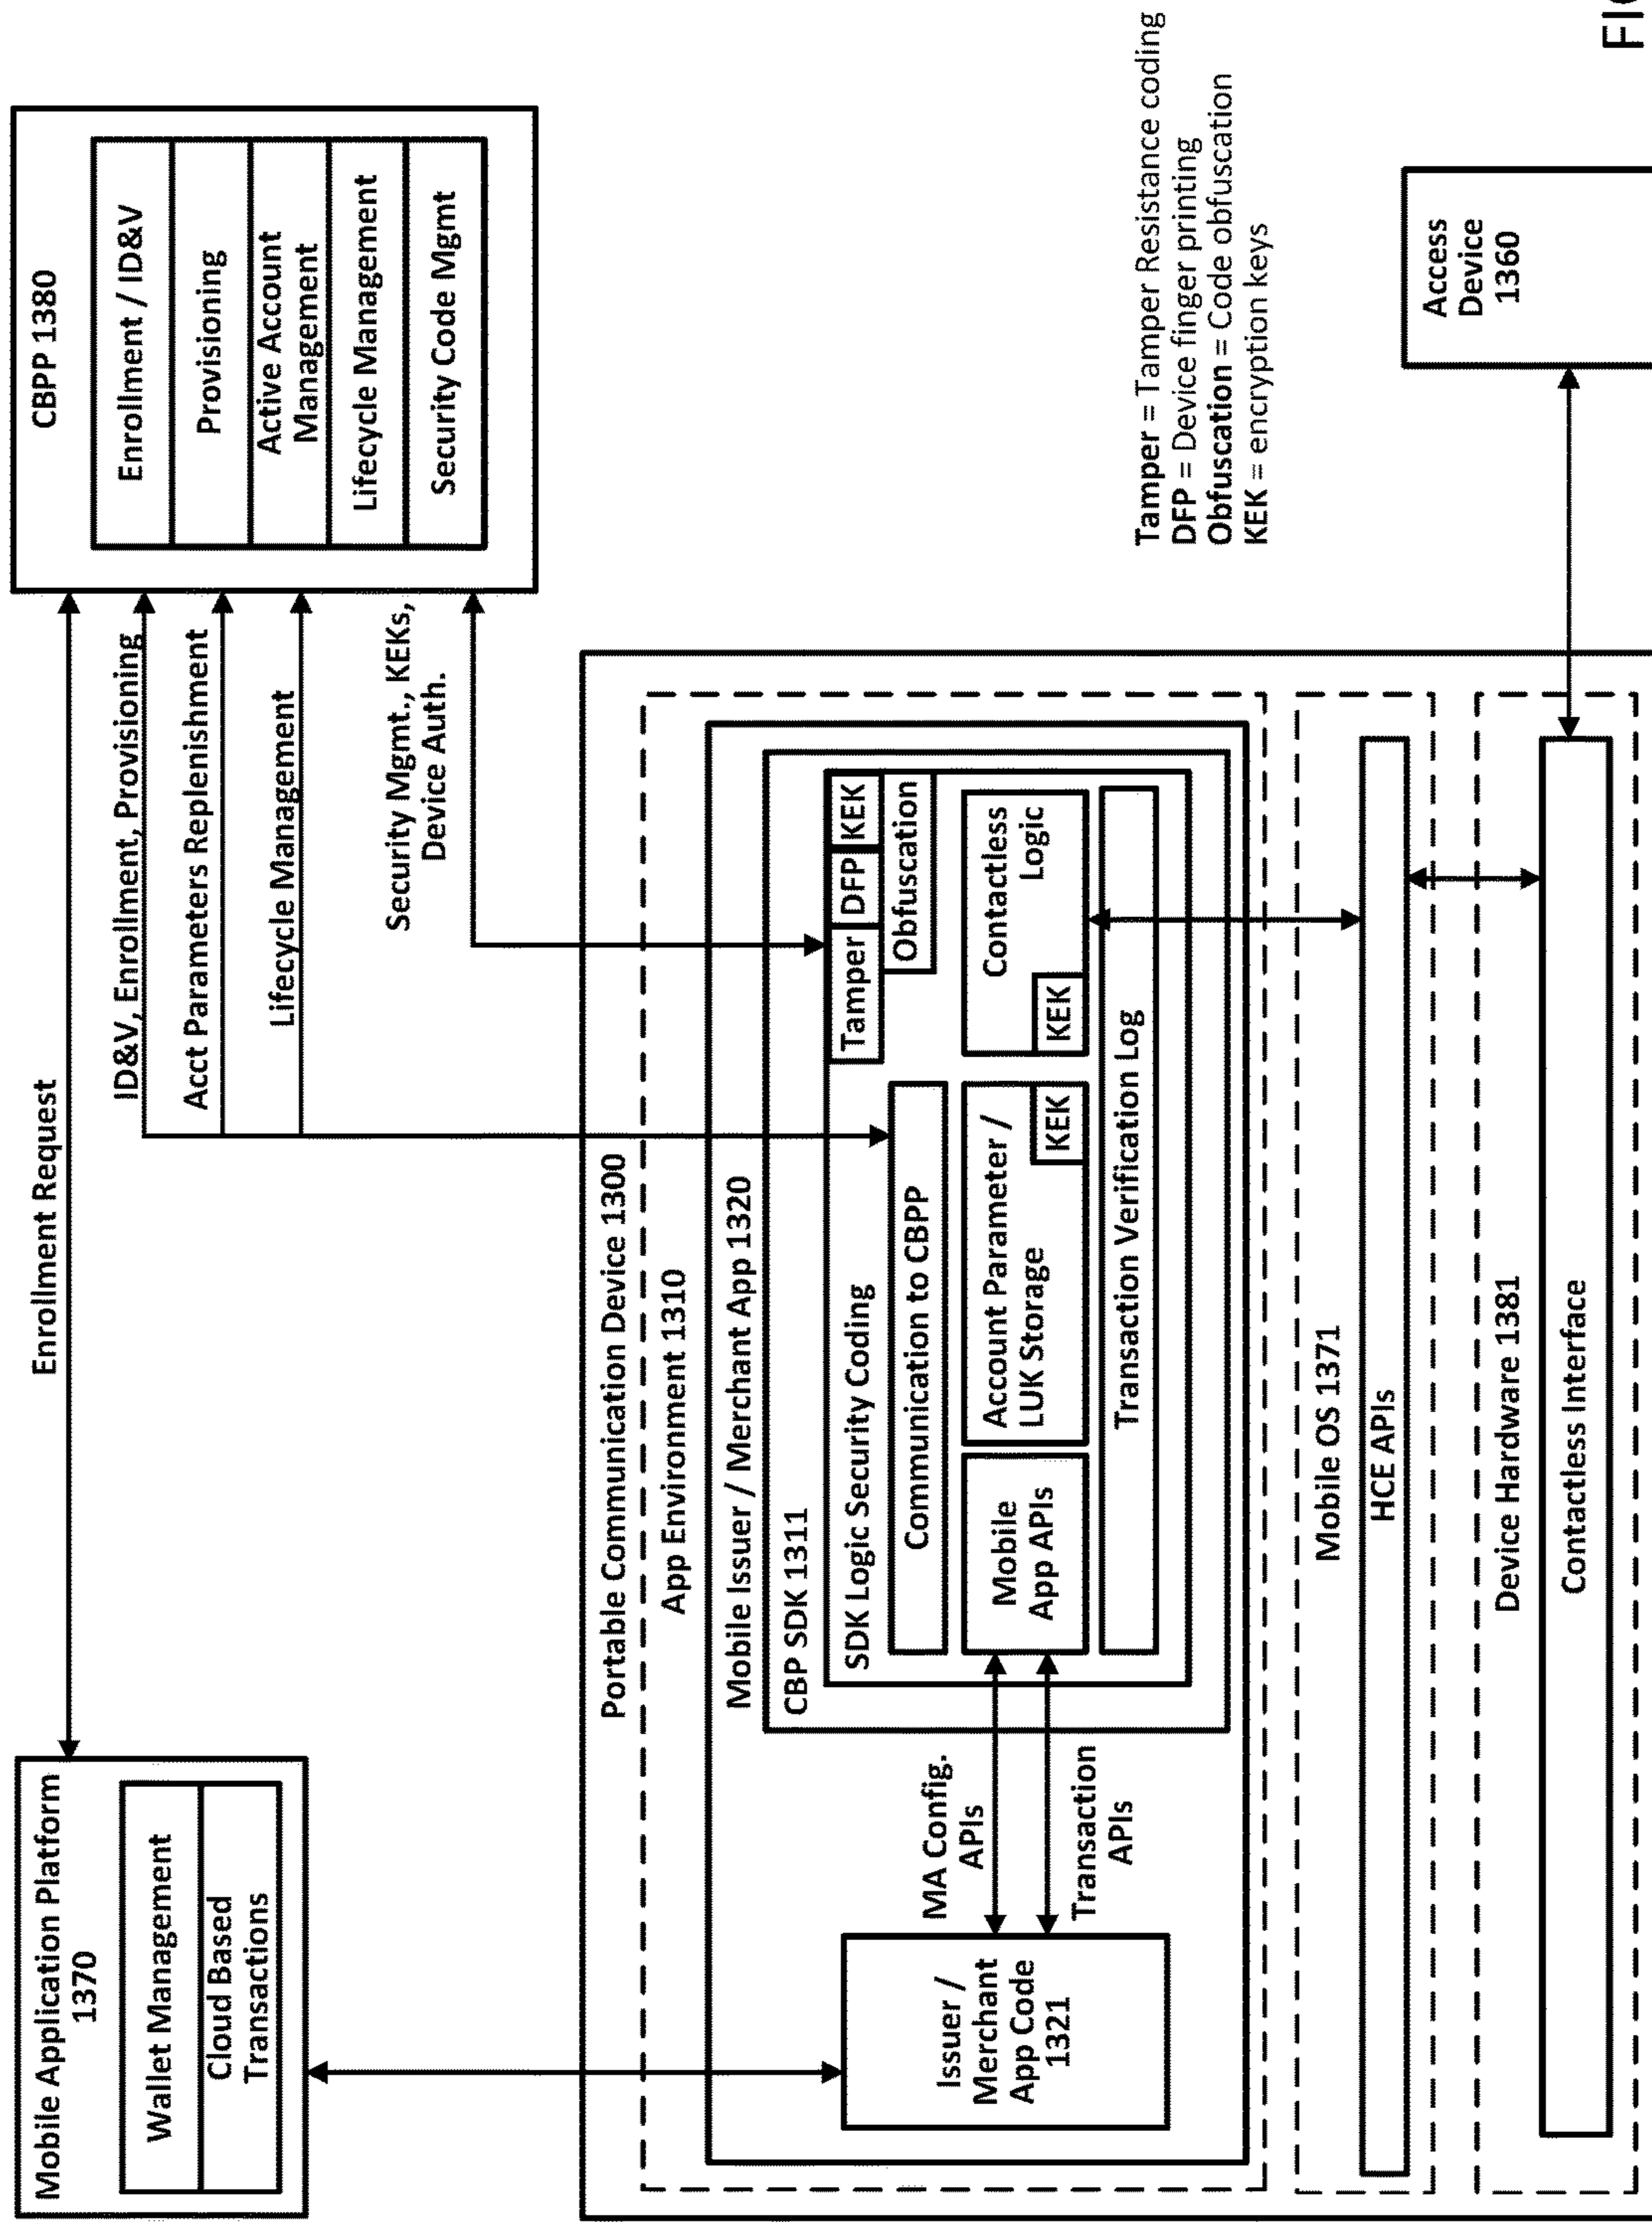 Mobile Application Platform
1370
Wallet Management
Cloud Based
Transactions
Enrollment Request
CBPP 1380
Enrollment / ID&V
Provisioning
Active Account
Management
Lifecycle Management
Security Code Mgmt
ID&V, Enrollment, Provisioning
Acct Parameters Replenishment
Lifecycle Management
Security Mgmt., KEKs,
Device Auth.
Portable Communication Device 1300
App Environment 1310
Mobile Issuer / Merchant App 1320
CBP SDK 1311
SDK Logic Security Coding
Tamper
DFP
KEK
Obfuscation
Communication to CBPP
Issuer /
Merchant
App Code
1321
MA Config.
APIs
Transaction
APIs
Mobile
App APIs
Account Parameter /
LUK Storage
KEK
Contactless
Logic
KEK
Transaction Verification Log
Mobile OS 1371
HCE APIs
Device Hardware 1381
Contactless Interface
Tamper = Tamper Resistance coding
DFP = Device finger printing
Obfuscation = Code obfuscation
KEK = encryption keys
Access
Device
1360